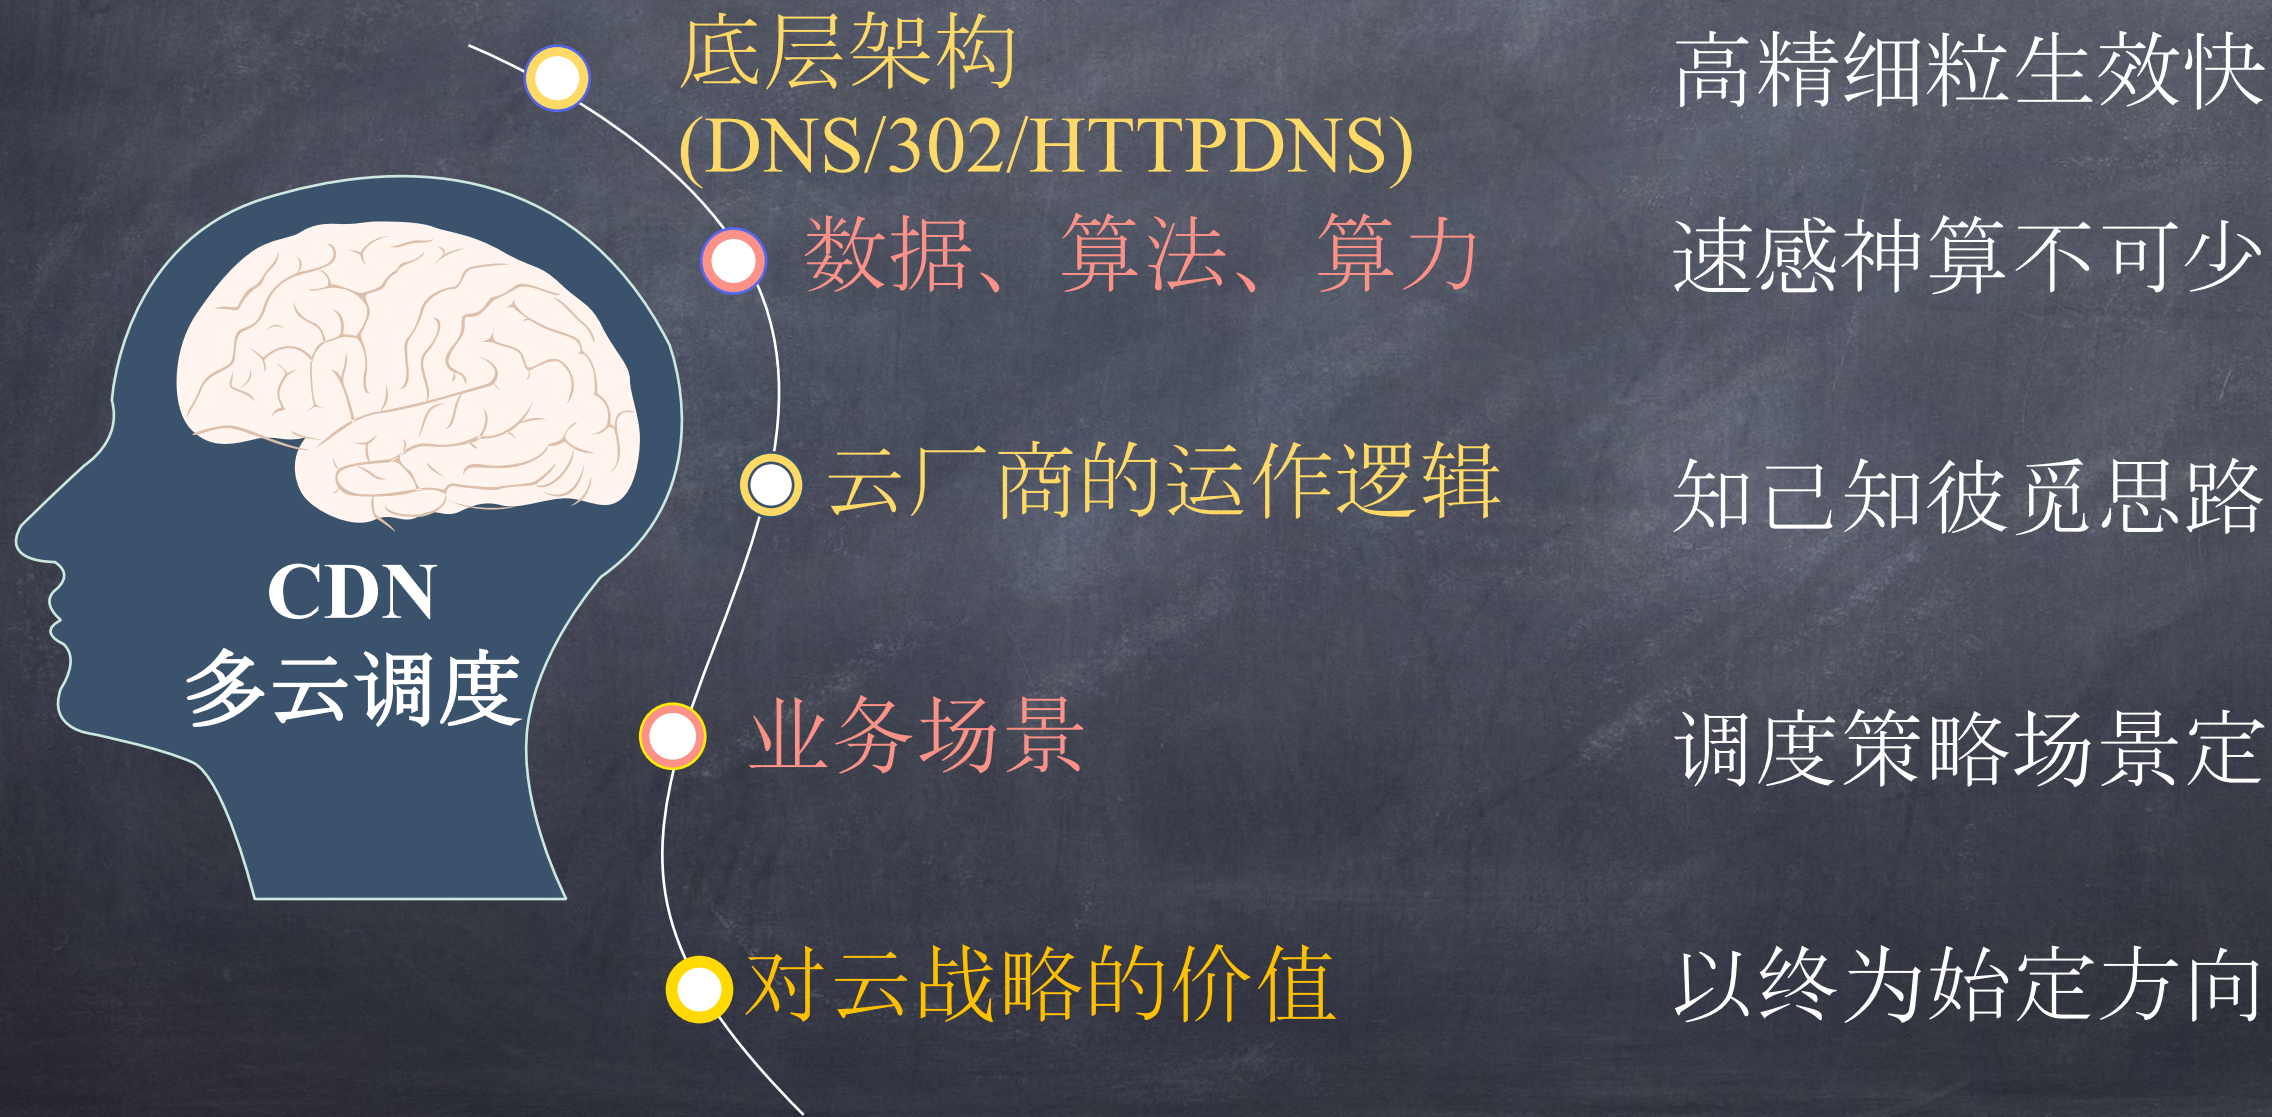 底层架构
(DNS/302/HTTPDNS)
高精细粒生效快
数据、算法、算力
速感神算不可少
云厂商的运作逻辑
知己知彼觅思路
CDN
多云调度
业务场景
调度策略场景定
对云战略的价值
以终为始定方向